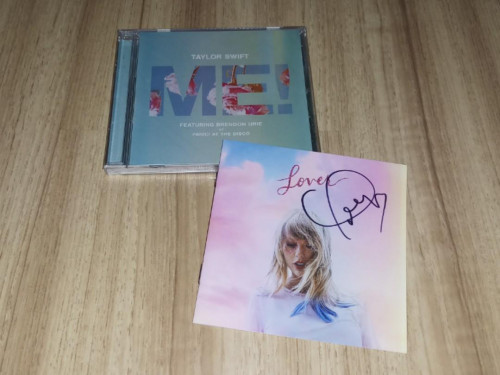 TAYLOR SWIFT
ME!
FEATURING BRENDON URIE
OF
PANIC! AT THE DISCO
Lover